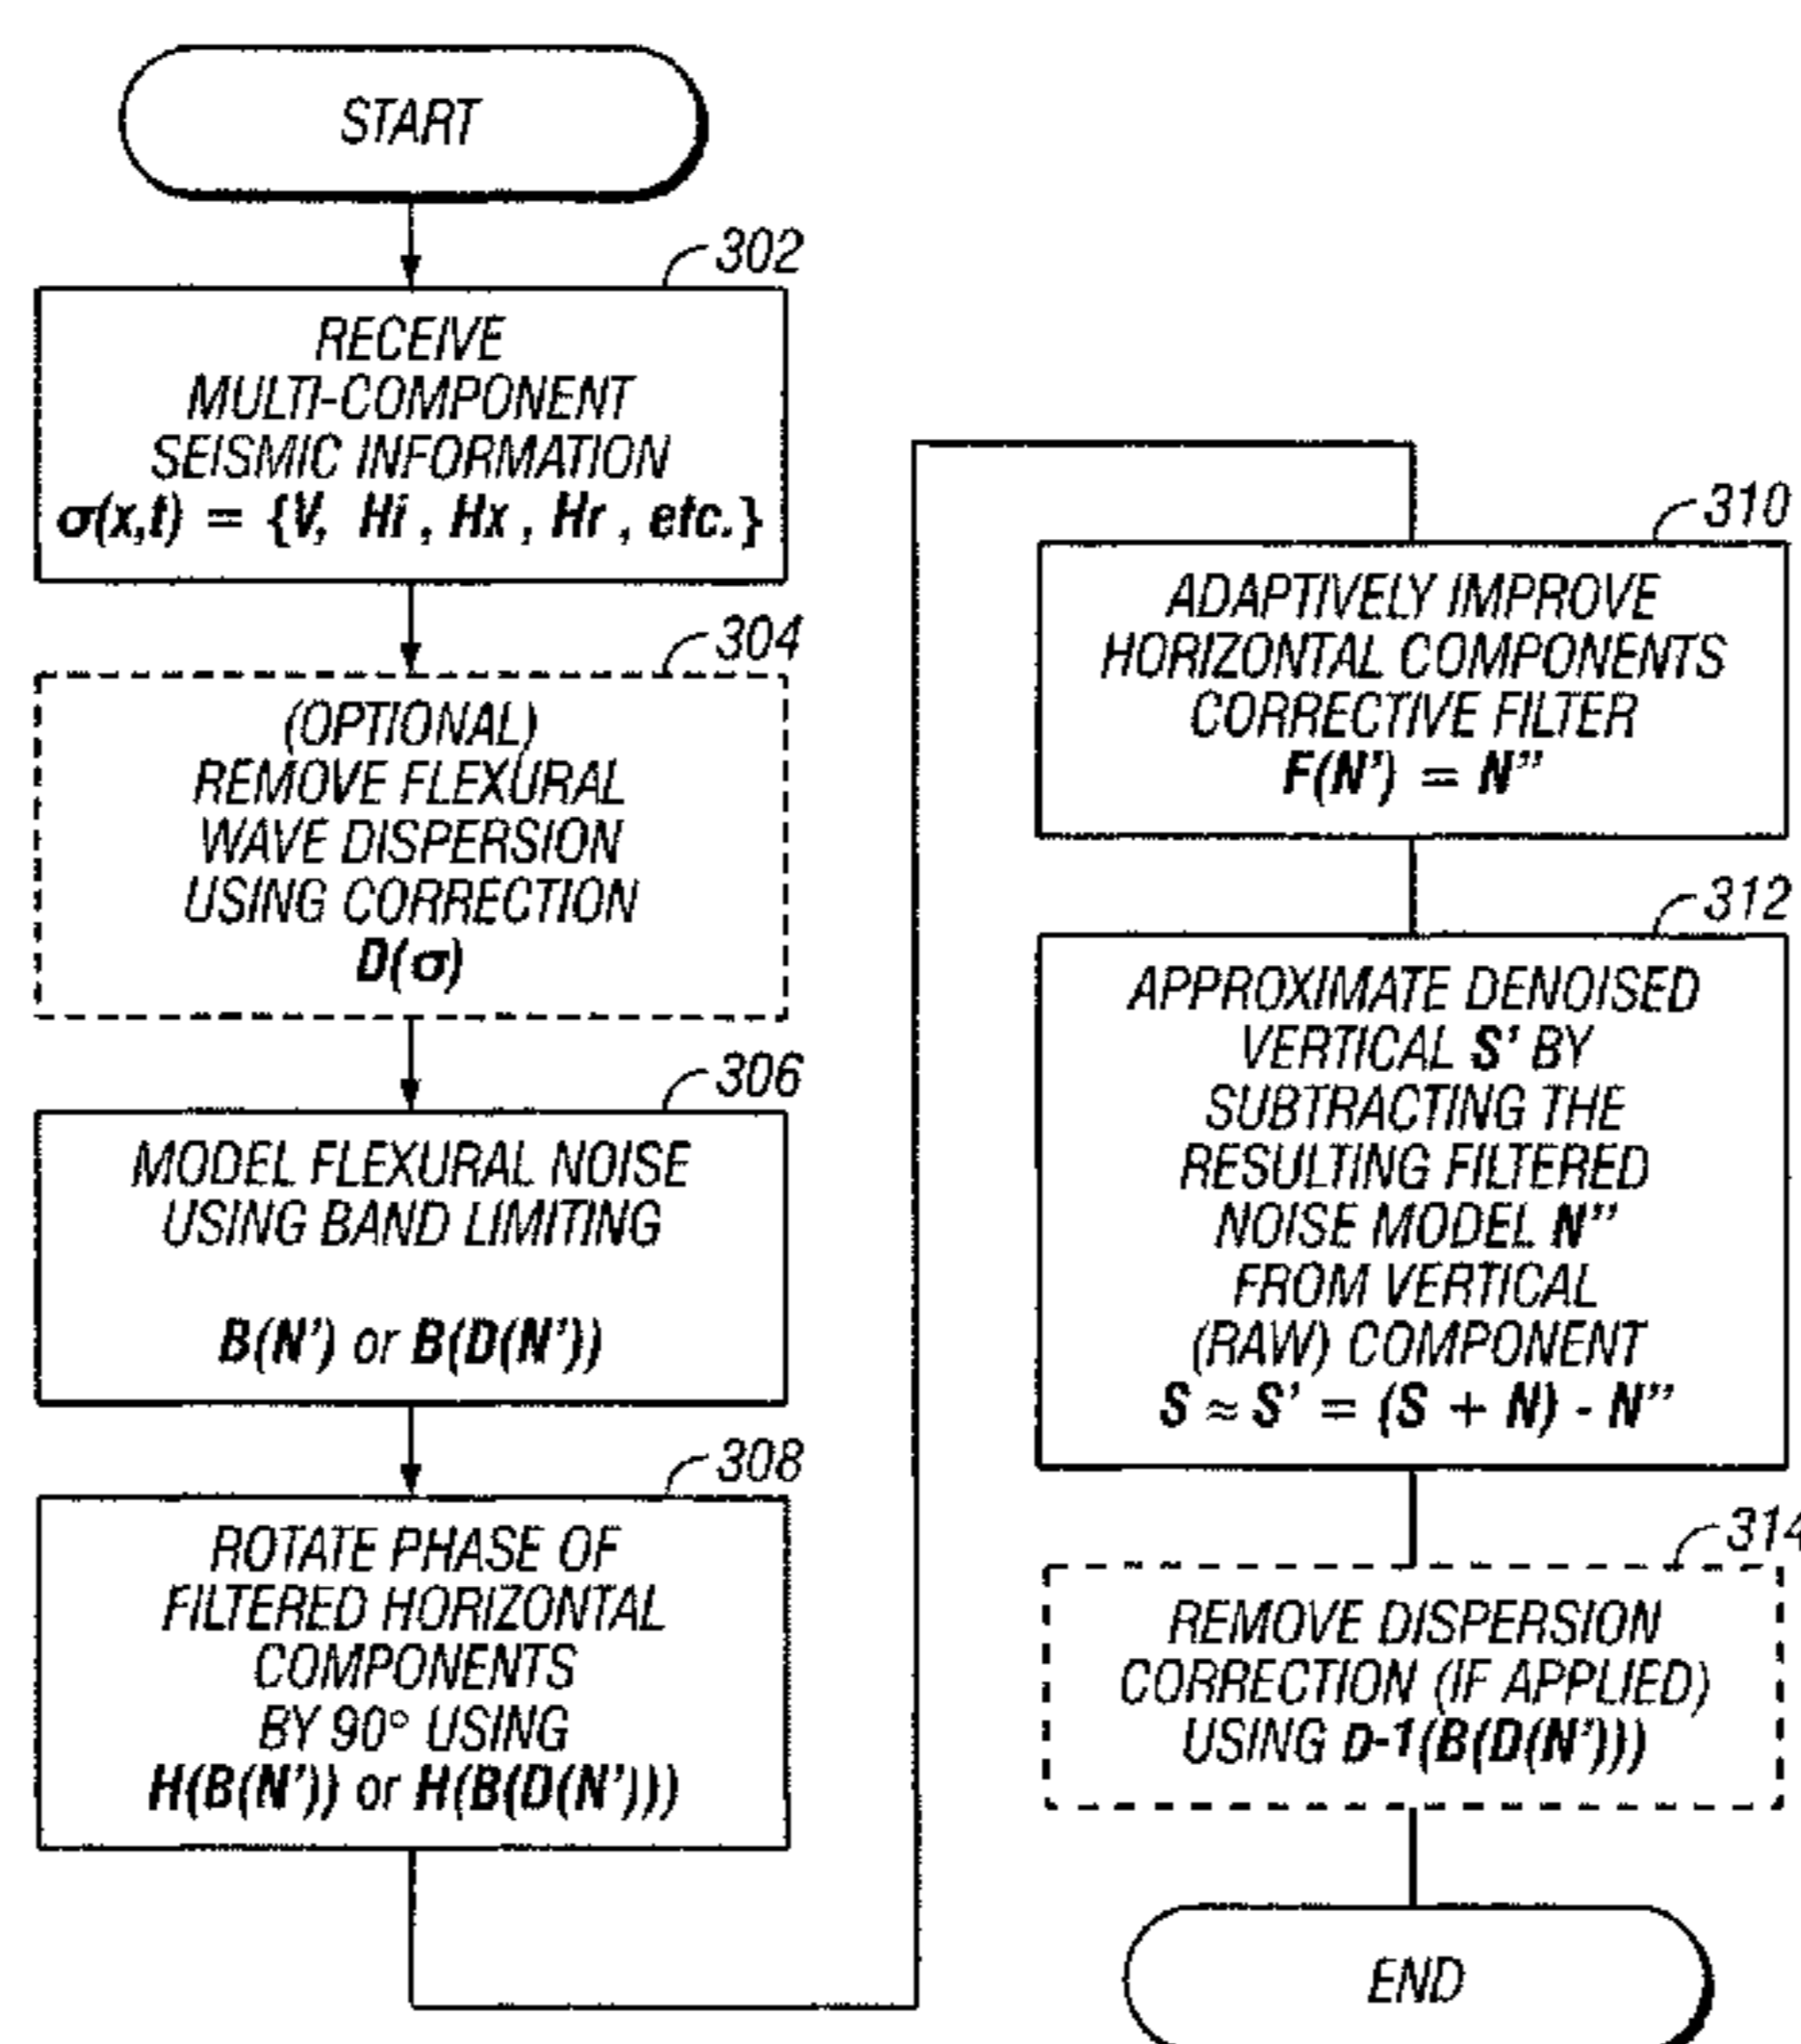 START
302
RECEIVE
MULTI-COMPONENT
SEISMIC INFORMATION
σ(x,t) = {V, Hi , Hx , Hr , etc.}
304
(OPTIONAL)
REMOVE FLEXURAL
WAVE DISPERSION
USING CORRECTION
D(σ)
306
MODEL FLEXURAL NOISE
USING BAND LIMITING
B(N') or B(D(N'))
308
ROTATE PHASE OF
FILTERED HORIZONTAL
COMPONENTS
BY 90° USING
H(B(N')) or H(B(D(N')))
310
ADAPTIVELY IMPROVE
HORIZONTAL COMPONENTS
CORRECTIVE FILTER
F(N') = N''
312
APPROXIMATE DENOISED
VERTICAL S' BY
SUBTRACTING THE
RESULTING FILTERED
NOISE MODEL N''
FROM VERTICAL
(RAW) COMPONENT
S ≈ S' = (S + N) - N''
314
REMOVE DISPERSION
CORRECTION (IF APPLIED)
USING D-1(B(D(N')))
END